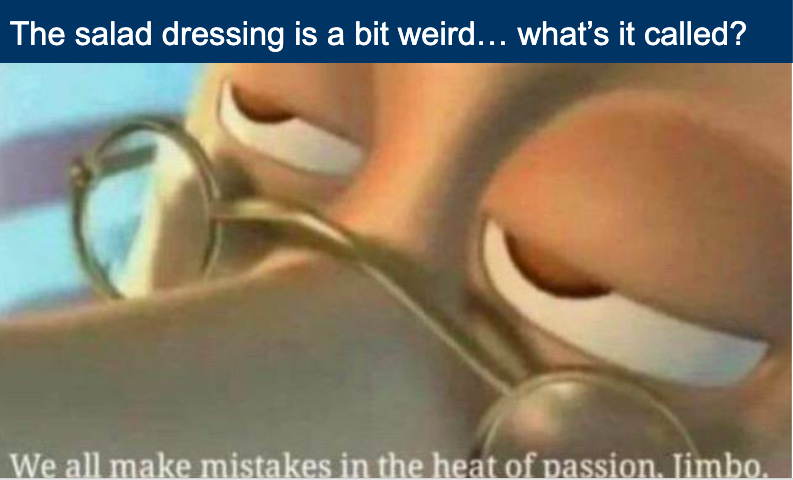 The salad dressing is a bit weird… what’s it called?
We all make mistakes in the heat of passion, Jimbo.